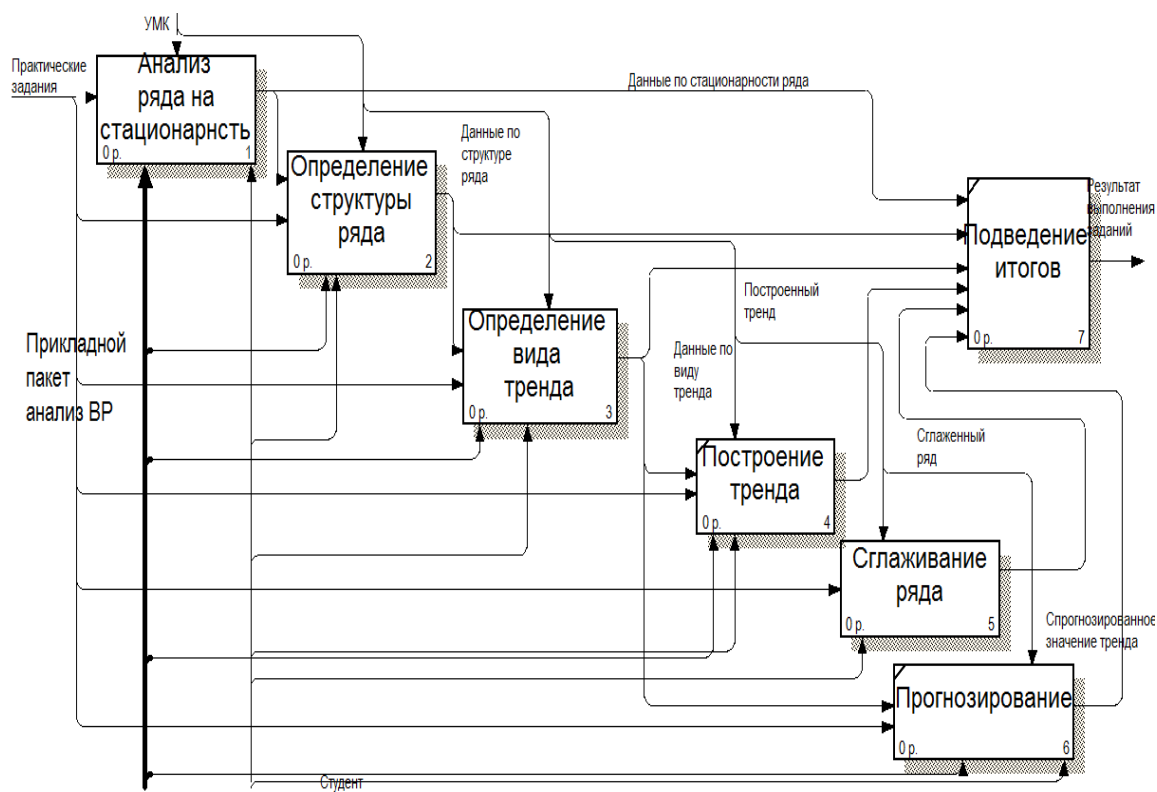 УМК
Практические
задания
Анализ
ряда на
стационарнсть
0 р.
1
Данные по стационарности ряда
Данные по
структуре
ряда
Определение
структуры
ряда
0 р.
2
Результат
выполнения
заданий
Подведение
итогов
0 р.
7
Построенный
тренд
Определение
вида
тренда
0 р.
3
Прикладной
пакет
анализ ВР
Данные по
виду
тренда
Сглаженный
ряд
Построение
тренда
0 р.
4
Сглаживание
ряда
0 р.
5
Спрогнозированное
значение тренда
Прогнозирование
0 р.
6
Студент